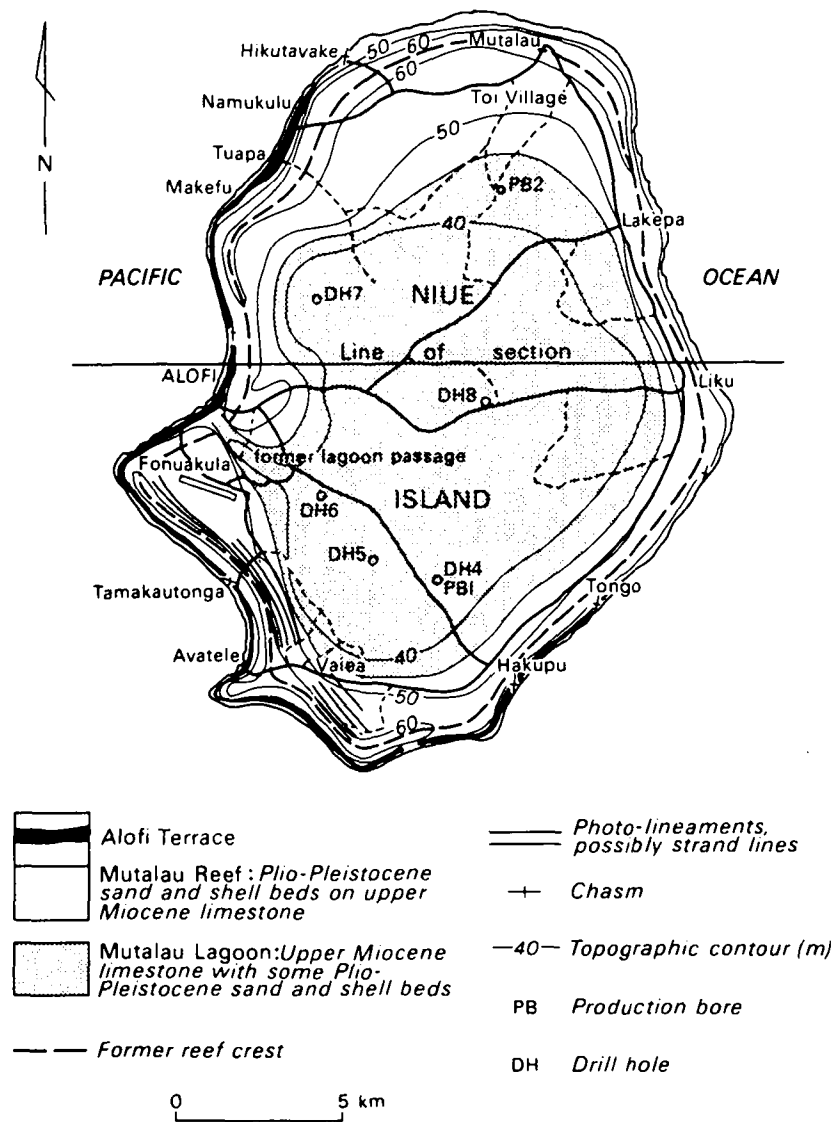 Hikutavake
50
60
Mutalau
60
Namukulu
Toi Village
50
N
Tuapa
Makefu
PB2
40
Lakepa
PACIFIC
OCEAN
DH7
NIUE
Line of section
ALOFI
Liku
DH8
Fonuakula
former lagoon passage
DH6
ISLAND
DH5
DH4
PB1
Tongo
Tamakautonga
Avatele
Vaiea
40
Hakupu
50
60
Alofi Terrace
Mutalau Reef: Plio-Pleistocene
sand and shell beds on upper
Miocene limestone
Mutalau Lagoon: Upper Miocene
limestone with some Plio-
Pleistocene sand and shell beds
Former reef crest
Photo-lineaments,
possibly strand lines
Chasm
40 Topographic contour (m)
PB Production bore
DH Drill hole
0 5 km